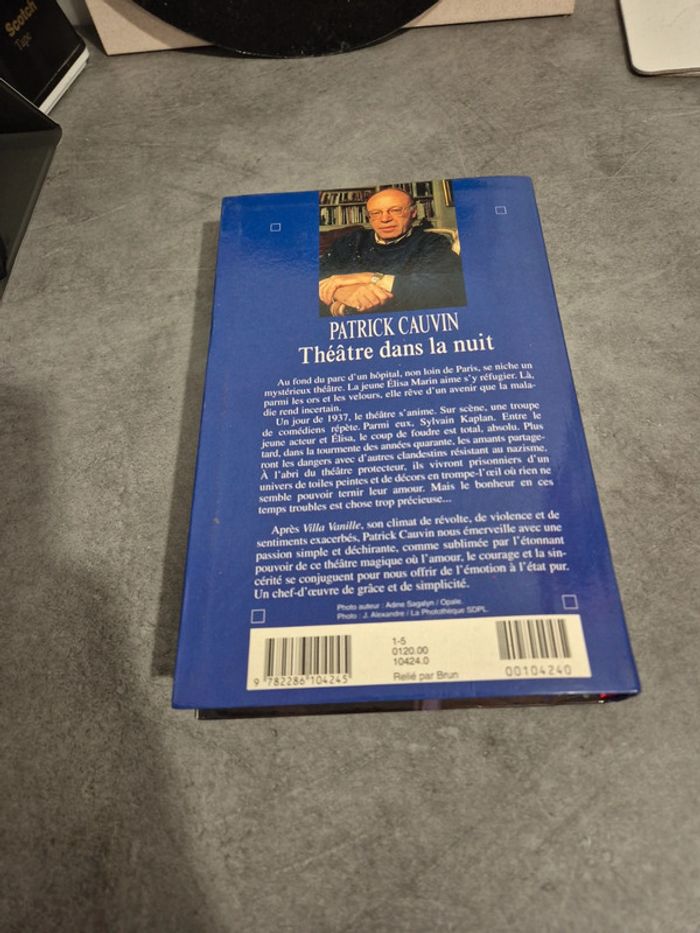 Scotch
Tape
PATRICK CAUVIN
Théâtre dans la nuit
Au fond du parc d'un hôpital, non loin de Paris, se niche un
mystérieux théâtre. La jeune Élisa Marin aime s'y réfugier. Là,
parmi les ors et les velours, elle rêve d'un avenir que la mala-
die rend incertain.
Un jour de 1937, le théâtre s'anime. Sur scène, une troupe
de comédiens répète. Parmi eux, Sylvain Kaplan. Entre le
jeune acteur et Élisa, le coup de foudre est total, absolu. Plus
tard, dans la tourmente des années quarante, les amants partage-
ront les dangers avec d'autres clandestins résistant au nazisme.
À l'abri du théâtre protecteur, ils vivront prisonniers d'un
univers de toiles peintes et de décors en trompe-l'œil où rien ne
semble pouvoir ternir leur amour. Mais le bonheur en ces
temps troubles est chose trop précieuse...
Après Villa Vanille, son climat de révolte, de violence et de
sentiments exacerbés, Patrick Cauvin nous émerveille avec une
passion simple et déchirante, comme sublimée par l'étonnant
pouvoir de ce théâtre magique où l'amour, le courage et la sin-
cérité se conjuguent pour nous offrir de l'émotion à l'état pur.
Un chef-d'œuvre de grâce et de simplicité.
Photo auteur : Adine Sagalyn / Opale.
Photo : J. Alexandre / La Photothèque SDPL.
1-5
0120.00
10424.0
Relié par Brun
9 782286 104245
00104240